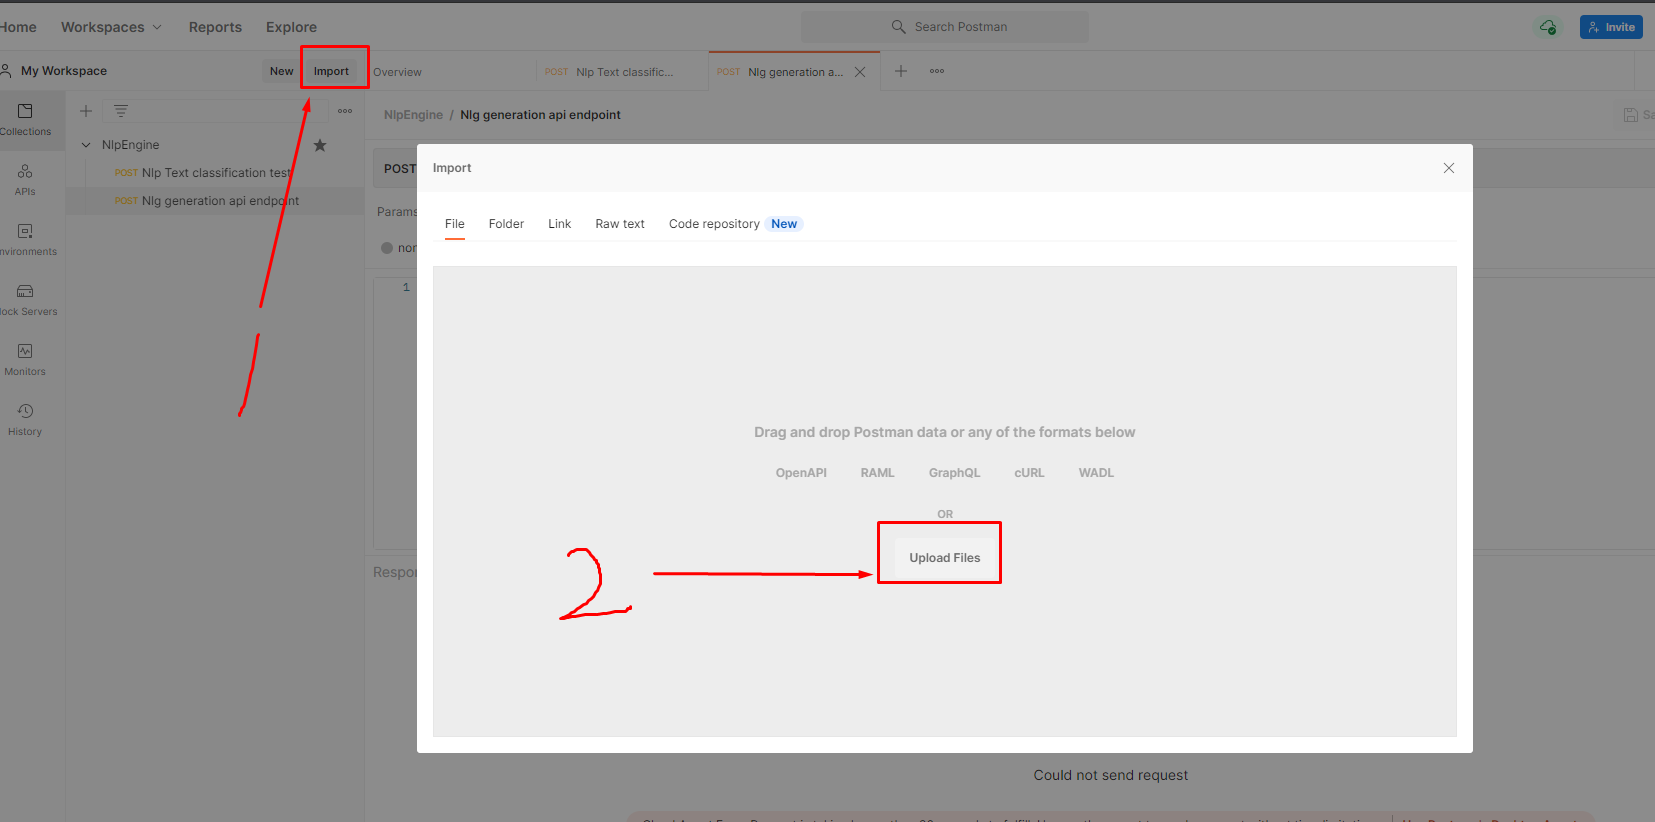 Home Workspaces Reports Explore Search Postman Invite
My Workspace New Import Overview POST Nlp Text classific... POST Nlg generation a...
Collections
NlpEngine / Nlg generation api endpoint
NlpEngine
POST Nlp Text classification test
POST Nlg generation api endpoint
APIs
nvironments
ock Servers
Monitors
History
POST
Params
1
Import
File Folder Link Raw text Code repository New
Drag and drop Postman data or any of the formats below
OpenAPI RAML GraphQL cURL WADL
OR
Upload Files
1
2
Could not send request